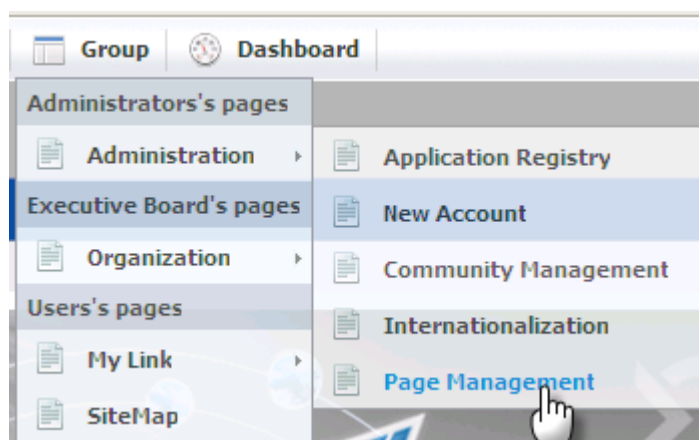 Group Dashboard
Administrators's pages
Administration
Executive Board's pages
Organization
Users's pages
My Link
SiteMap
Application Registry
New Account
Community Management
Internationalization
Page Management